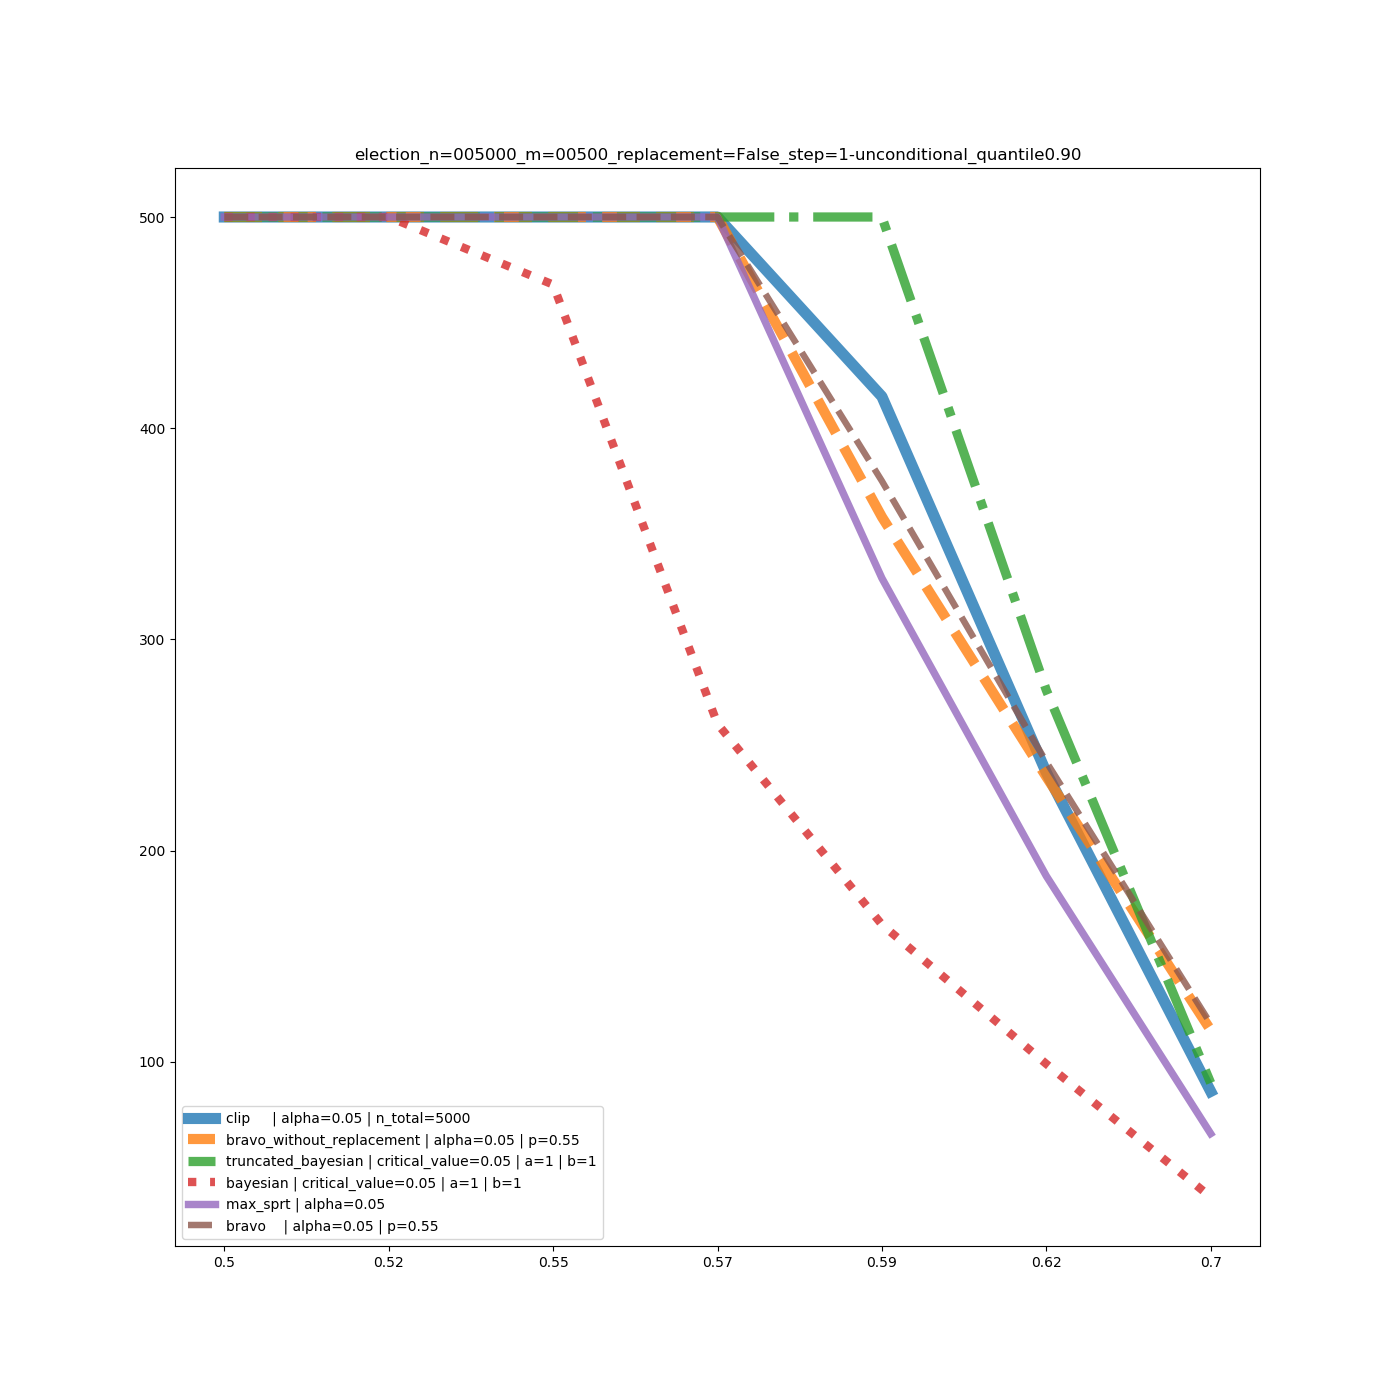 election_n=005000_m=00500_replacement=False_step=1-unconditional_quantile0.90
500
400
300
200
100
clip     | alpha=0.05 | n_total=5000
bravo_without_replacement | alpha=0.05 | p=0.55
truncated_bayesian | critical_value=0.05 | a=1 | b=1
bayesian | critical_value=0.05 | a=1 | b=1
max_sprt | alpha=0.05
bravo    | alpha=0.05 | p=0.55
0.5 0.52 0.55 0.57 0.59 0.62 0.7